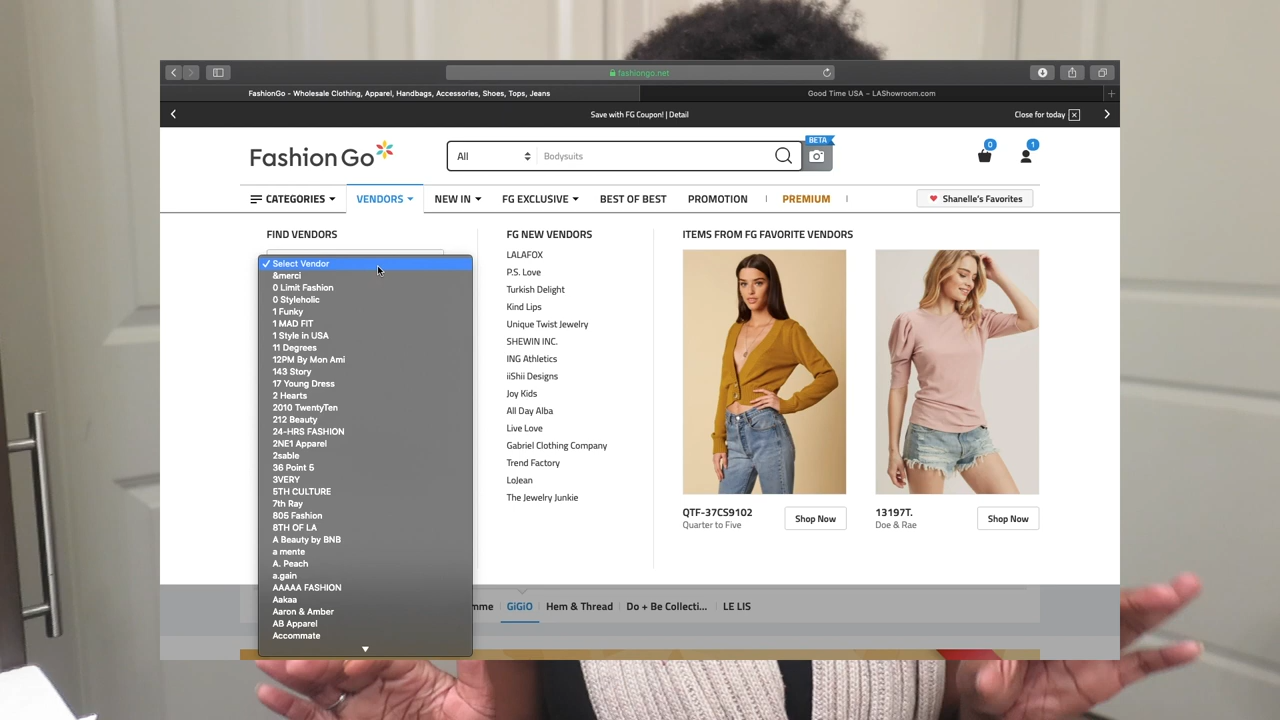 fashiongo.net
FashionGo - Wholesale Clothing, Apparel, Handbags, Accessories, Shoes, Tops, Jeans
Good Time USA – LAShowroom.com
Save with FG Coupon! | Detail
Close for today
FashionGo
All
Bodysuits
BETA
0
1
CATEGORIES
VENDORS
NEW IN
FG EXCLUSIVE
BEST OF BEST
PROMOTION
PREMIUM
Shanelle's Favorites
FIND VENDORS
✓ Select Vendor
&merci
0 Limit Fashion
0 Styleholic
1 Funky
1 MAD FIT
1 Style in USA
11 Degrees
12PM By Mon Ami
143 Story
17 Young Dress
2 Hearts
2010 TwentyTen
212 Beauty
24-HRS FASHION
2NE1 Apparel
2sable
36 Point 5
3VERY
5TH CULTURE
7th Ray
805 Fashion
8TH OF LA
A Beauty by BNB
a mente
A. Peach
a.gain
AAAAA FASHION
Aakaa
Aaron & Amber
AB Apparel
Accommate
FG NEW VENDORS
LALAFOX
P.S. Love
Turkish Delight
Kind Lips
Unique Twist Jewelry
SHEWIN INC.
ING Athletics
iiShii Designs
Joy Kids
All Day Alba
Live Love
Gabriel Clothing Company
Trend Factory
LoJean
The Jewelry Junkie
ITEMS FROM FG FAVORITE VENDORS
QTF-37CS9102
Quarter to Five
Shop Now
13197T.
Doe & Rae
Shop Now
mme
GiGiO
Hem & Thread
Do + Be Collecti...
LE LIS